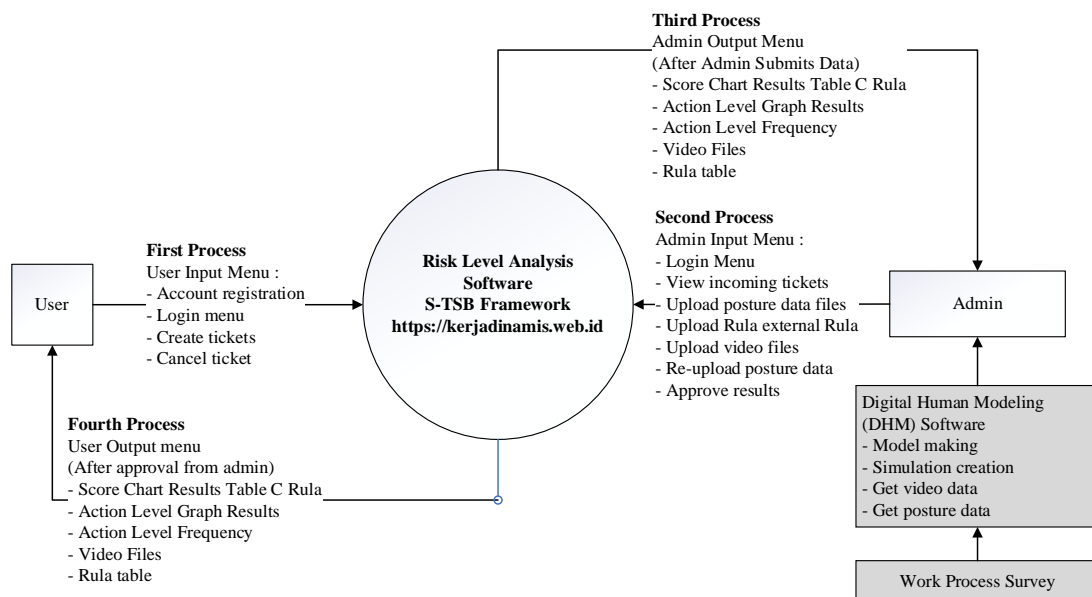 Third Process
Admin Output Menu
(After Admin Submits Data)
- Score Chart Results Table C Rula
- Action Level Graph Results
- Action Level Frequency
- Video Files
- Rula table
First Process
User Input Menu :
- Account registration
- Login menu
- Create tickets
- Cancel ticket
User
Risk Level Analysis
Software
S-TSB Framework
https://kerjadinamis.web.id
Second Process
Admin Input Menu :
- Login Menu
- View incoming tickets
- Upload posture data files
- Upload Rula external Rula
- Upload video files
- Re-upload posture data
- Approve results
Admin
Fourth Process
User Output menu
(After approval from admin)
- Score Chart Results Table C Rula
- Action Level Graph Results
- Action Level Frequency
- Video Files
- Rula table
Digital Human Modeling
(DHM) Software
- Model making
- Simulation creation
- Get video data
- Get posture data
Work Process Survey